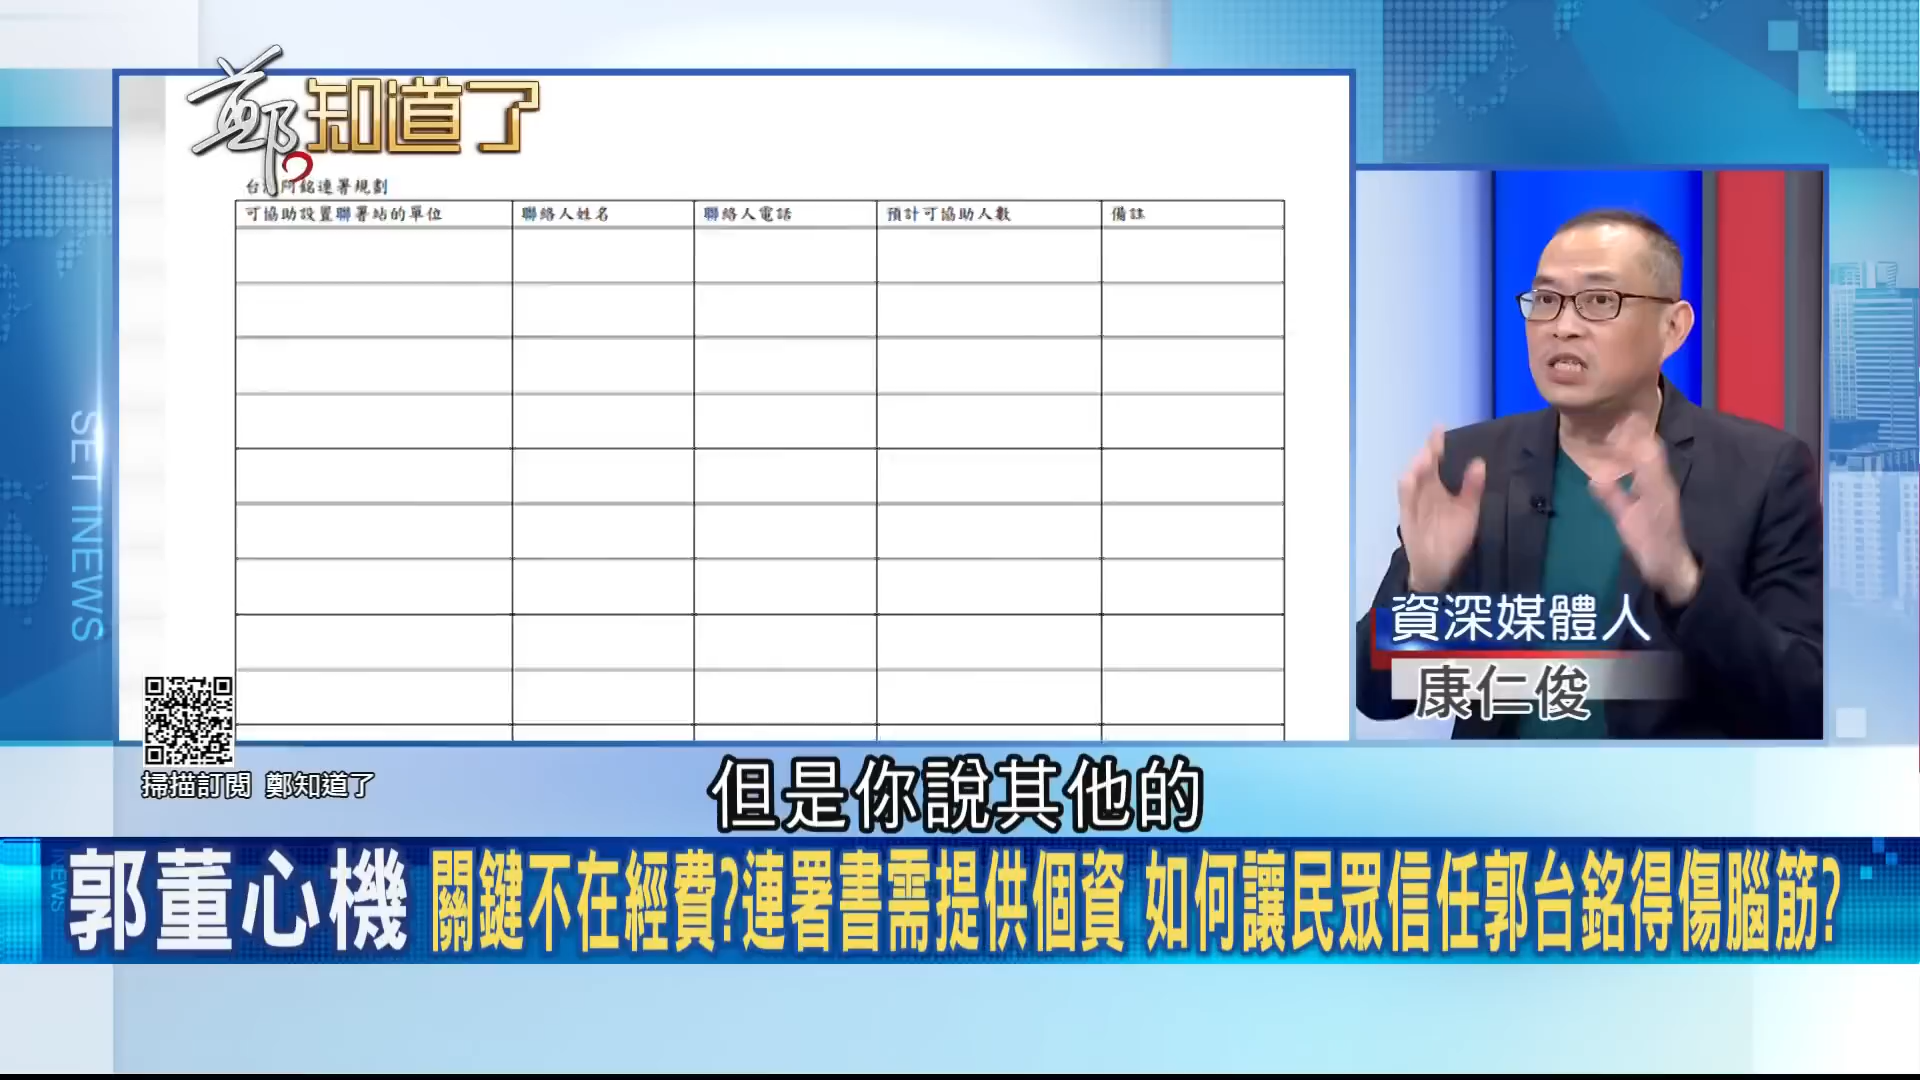 鄭知道了
台灣阿銘連署規劃
可協助設置聯署站的單位 聯絡人姓名 聯絡人電話 預計可協助人數 備註
SET iNEWS
資深媒體人
康仁俊
掃描訂閱 鄭知道了
但是你說其他的
郭董心機 關鍵不在經費?連署書需提供個資 如何讓民眾信任郭台銘得傷腦筋?